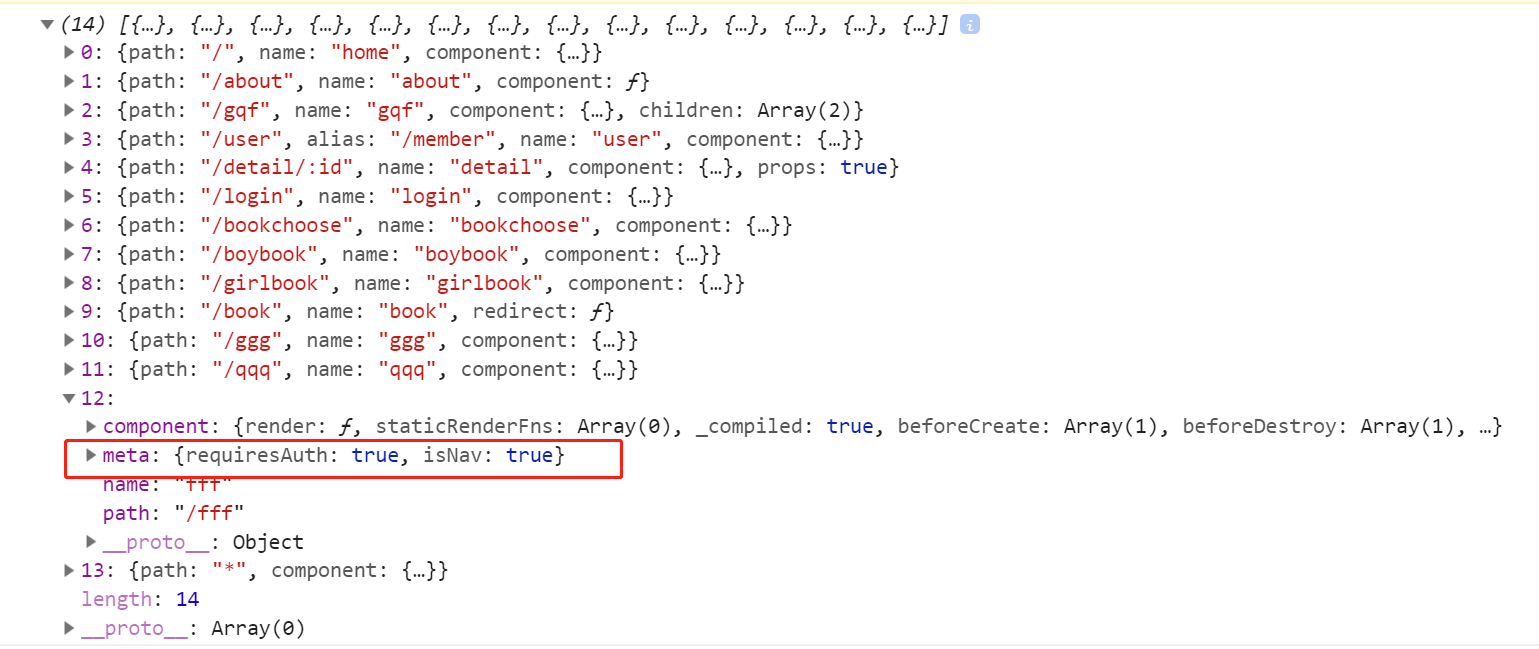 (14) [{…}, {…}, {…}, {…}, {…}, {…}, {…}, {…}, {…}, {…}, {…}, {…}, {…}, {…}] i
0: {path: "/", name: "home", component: {…}}
1: {path: "/about", name: "about", component: ƒ}
2: {path: "/gqf", name: "gqf", component: {…}, children: Array(2)}
3: {path: "/user", alias: "/member", name: "user", component: {…}}
4: {path: "/detail/:id", name: "detail", component: {…}, props: true}
5: {path: "/login", name: "login", component: {…}}
6: {path: "/bookchoose", name: "bookchoose", component: {…}}
7: {path: "/boybook", name: "boybook", component: {…}}
8: {path: "/girlbook", name: "girlbook", component: {…}}
9: {path: "/book", name: "book", redirect: ƒ}
10: {path: "/ggg", name: "ggg", component: {…}}
11: {path: "/qqq", name: "qqq", component: {…}}
12:
component: {render: ƒ, staticRenderFns: Array(0), _compiled: true, beforeCreate: Array(1), beforeDestroy: Array(1), …}
meta: {requiresAuth: true, isNav: true}
name: "fff"
path: "/fff"
__proto__: Object
13: {path: "*", component: {…}}
length: 14
__proto__: Array(0)